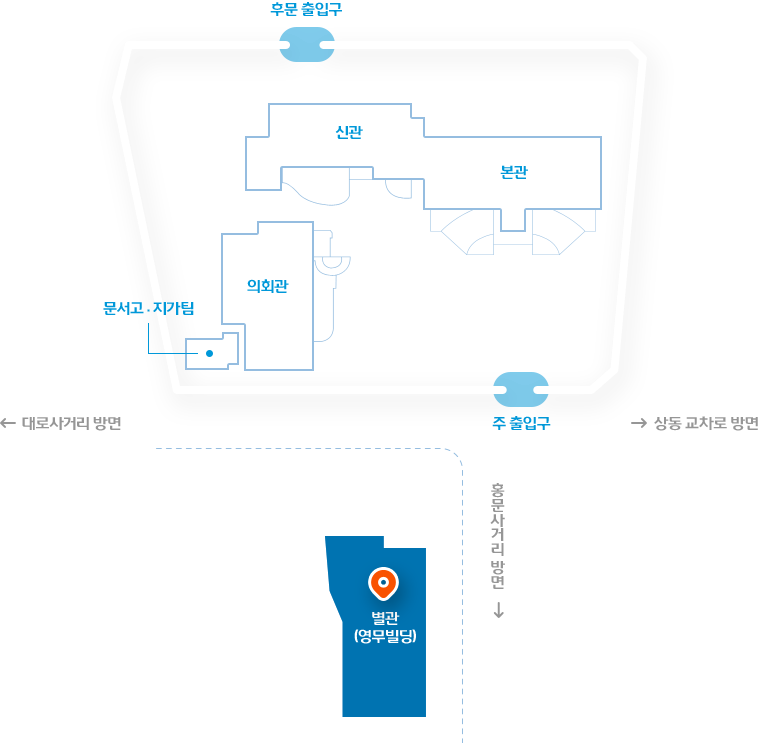 후문 출입구
신관
본관
의회관
문서고·지가팀
주 출입구
← 대로사거리 방면
→ 상동 교차로 방면
홍문사거리 방면 →
별관
(영무빌딩)